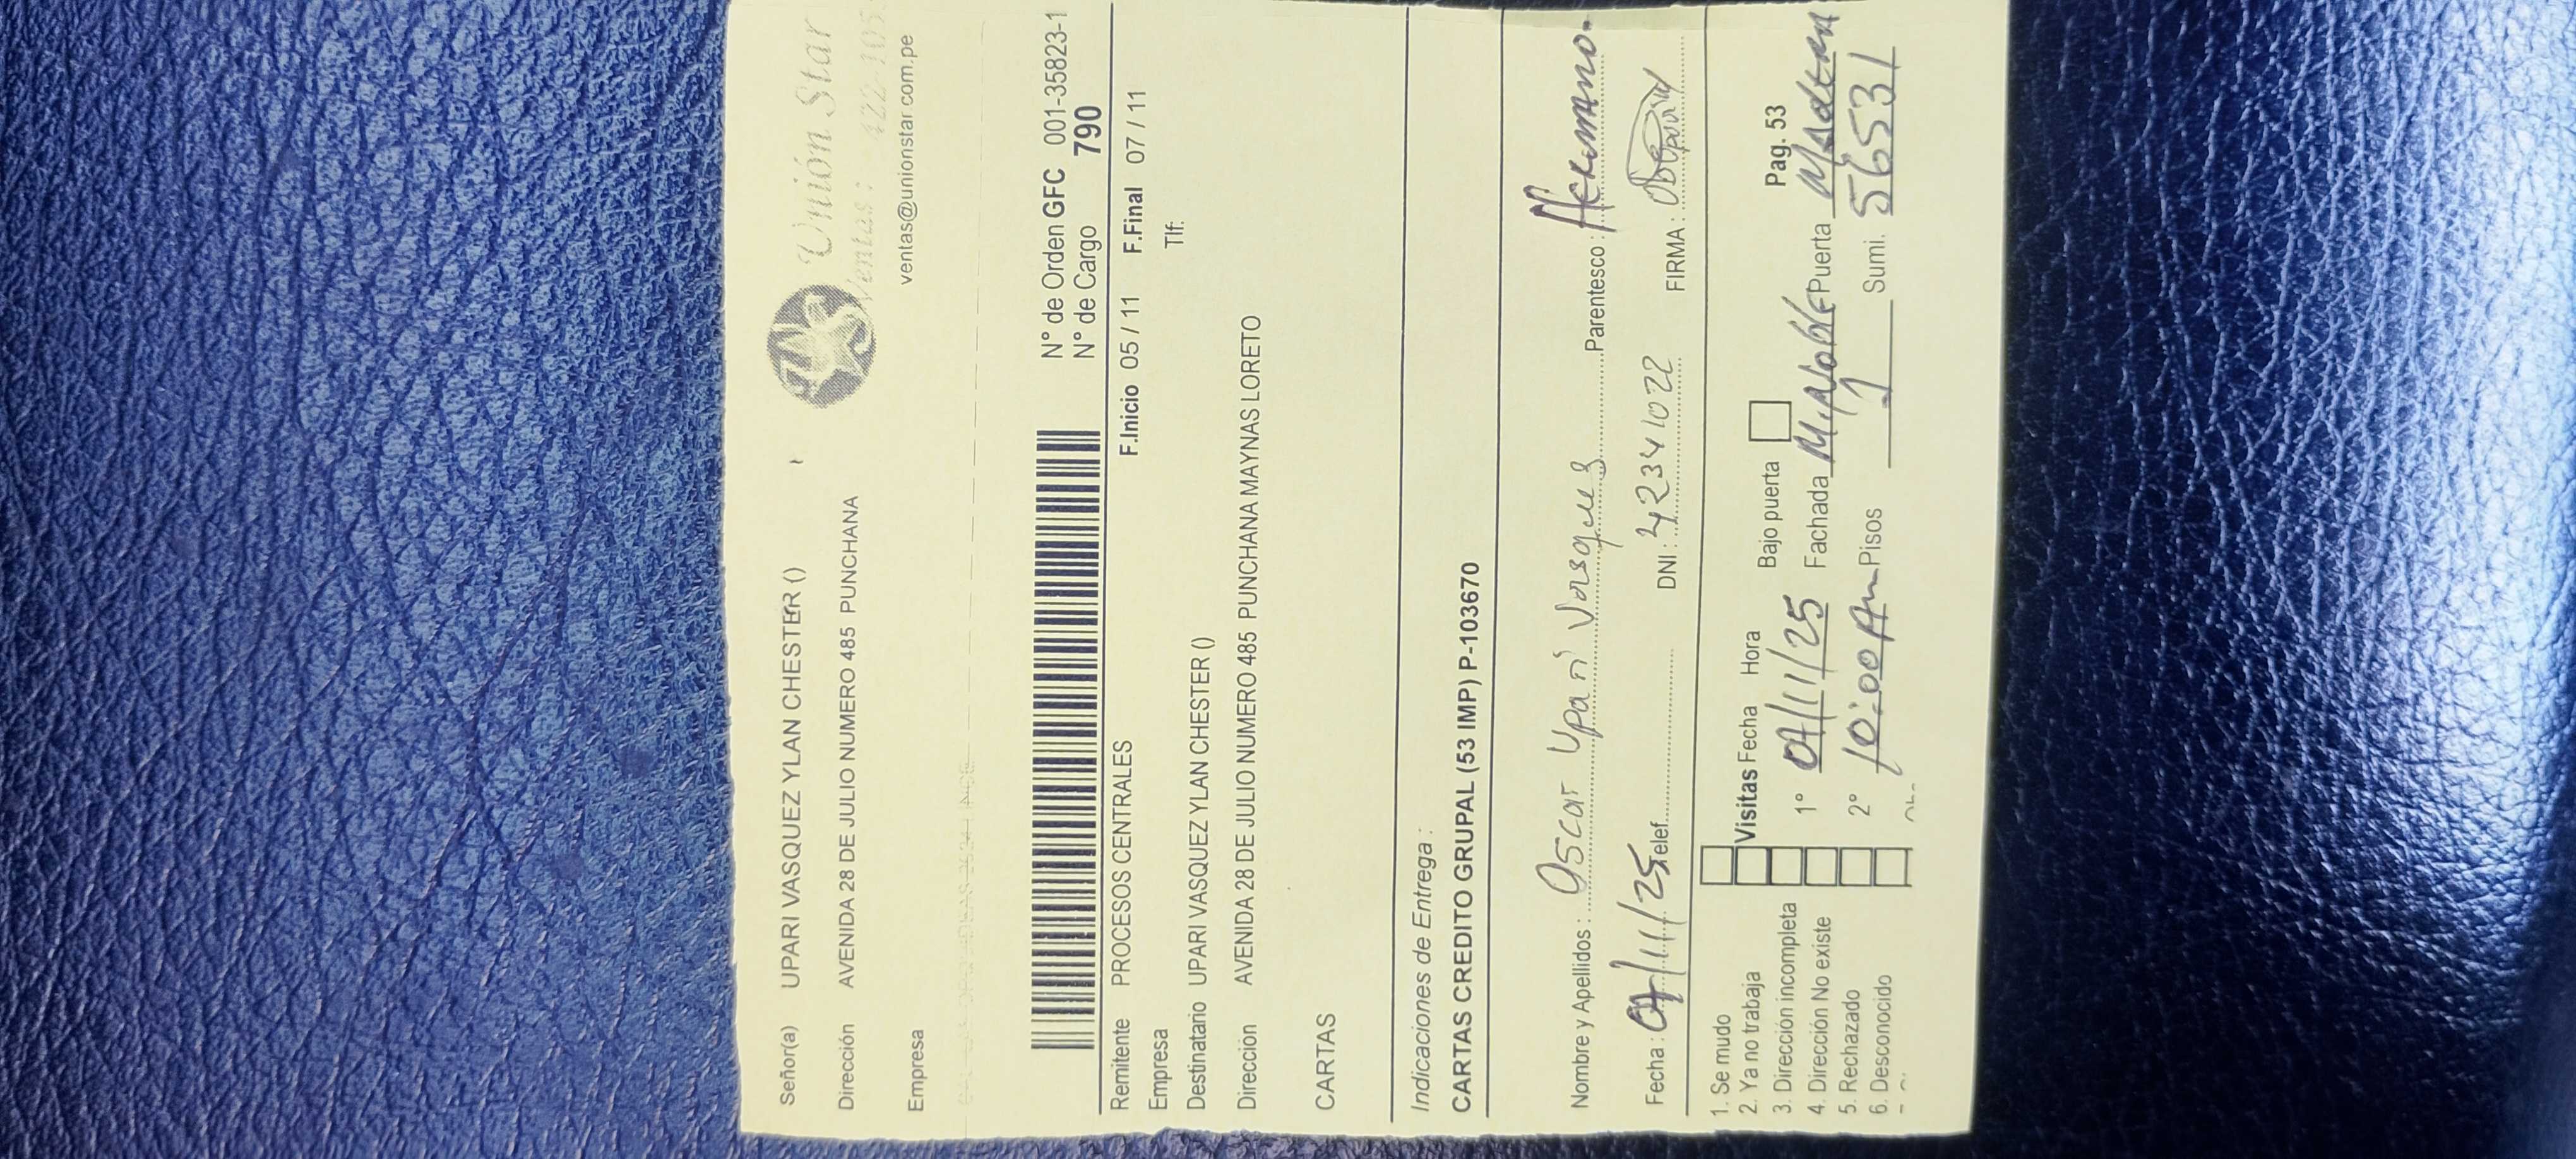 Unión Star
Ventas : 422-105
ventas@unionstar.com.pe
Señor(a) UPARI VASQUEZ YLAN CHESTER ()
Dirección AVENIDA 28 DE JULIO NUMERO 485 PUNCHANA
Empresa
N° de Orden GFC 001-35823-1
N° de Cargo 790
Remitente PROCESOS CENTRALES F.Inicio 05 / 11 F.Final 07 / 11
Empresa Tlf:
Destinatario UPARI VASQUEZ YLAN CHESTER ()
Dirección AVENIDA 28 DE JULIO NUMERO 485 PUNCHANA MAYNAS LORETO
CARTAS
Indicaciones de Entrega :
CARTAS CREDITO GRUPAL (53 IMP) P-103670
Nombre y Apellidos : Oscar Upari Vasquez Parentesco : Hermano.
Fecha : 07/11/25 Telef. DNI : 42341022 FIRMA :
1. Se mudo
2. Ya no trabaja Visitas Fecha Hora Bajo puerta Pag. 53
3. Dirección incompleta 1° 07/11/25 Fachada Mi Noble Puerta Madera
4. Dirección No existe
5. Rechazado 2° 10:00 Am Pisos 1 Sumi. 56531
6. Desconocido